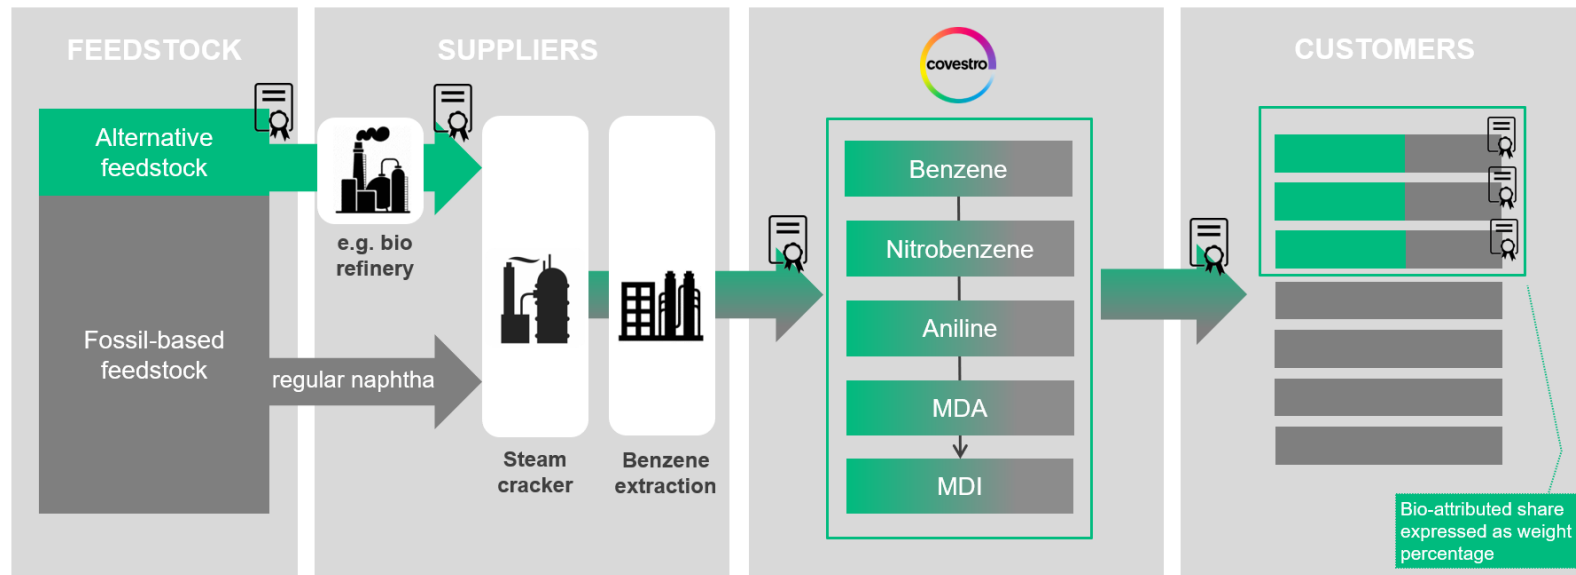 FEEDSTOCK
SUPPLIERS
covestro
CUSTOMERS
Alternative
feedstock
e.g. bio
refinery
Fossil-based
feedstock
regular naphtha
Steam
cracker
Benzene
extraction
Benzene
Nitrobenzene
Aniline
MDA
MDI
Bio-attributed share
expressed as weight
percentage